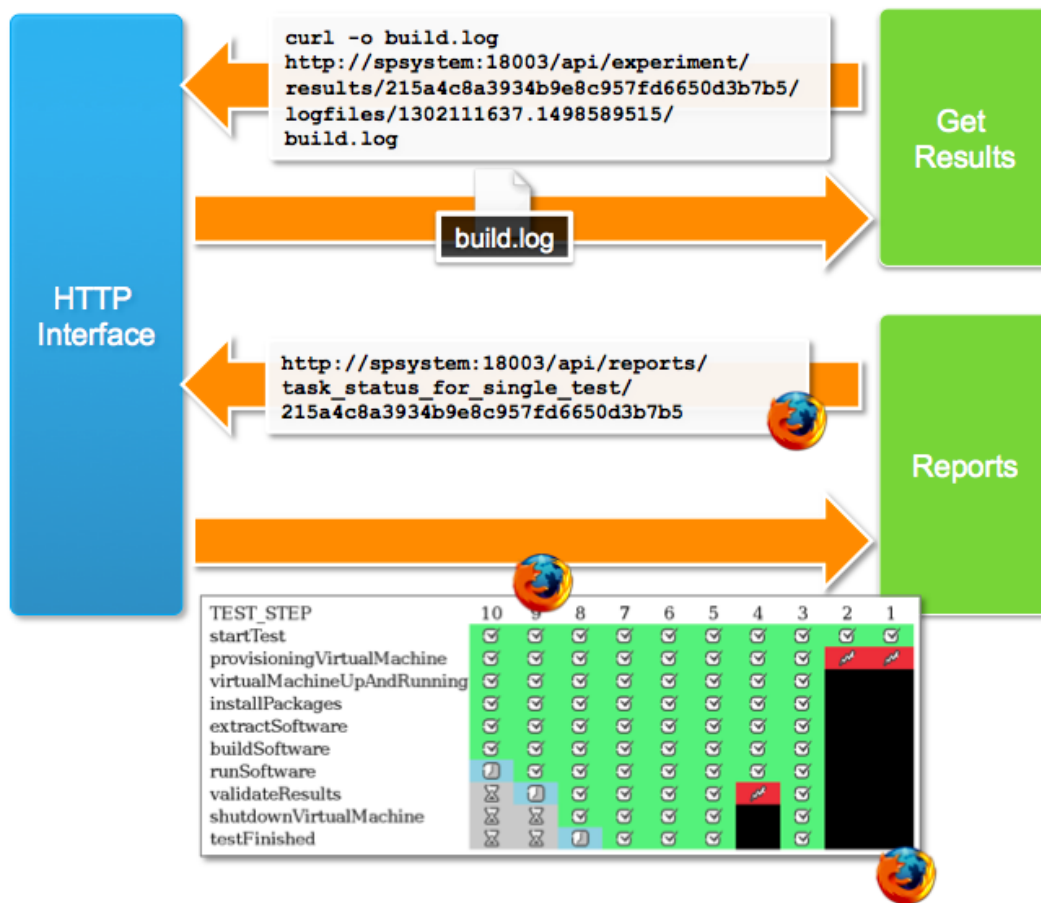 curl -o build.log
http://spsystem:18003/api/experiment/
results/215a4c8a3934b9e8c957fd6650d3b7b5/
logfiles/1302111637.1498589515/
build.log
Get
Results
build.log
HTTP
Interface
http://spsystem:18003/api/reports/
task_status_for_single_test/
215a4c8a3934b9e8c957fd6650d3b7b5
Reports
TEST_STEP 10 9 8 7 6 5 4 3 2 1
startTest
provisioningVirtualMachine
virtualMachineUpAndRunning
installPackages
extractSoftware
buildSoftware
runSoftware
validateResults
shutdownVirtualMachine
testFinished